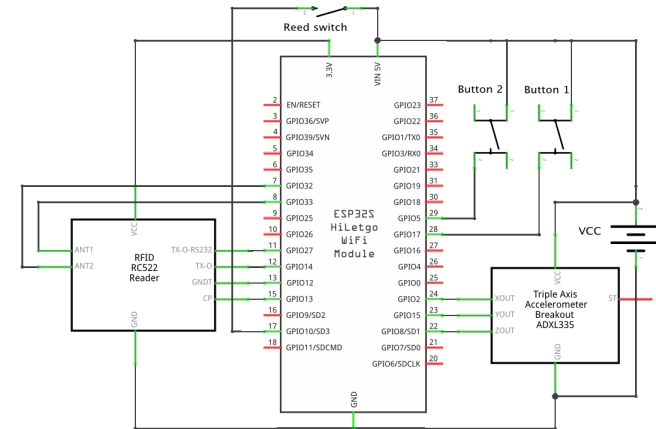 Reed switch
3.3V
VIN 5V
Button 2
Button 1
2 EN/RESET
3 GPIO36/SVP
4 GPIO39/SVN
5 GPIO34
6 GPIO35
7 GPIO32
8 GPIO33
9 GPIO25
10 GPIO26
11 GPIO27
12 GPIO14
13 GPIO12
15 GPIO13
16 GPIO9/SD2
17 GPIO10/SD3
18 GPIO11/SDCMD
GPIO23 37
GPIO22 36
GPIO1/TX0 35
GPIO3/RX0 34
GPIO21 33
GPIO19 31
GPIO18 30
GPIO5 29
GPIO17 28
GPIO16 27
GPIO4 26
GPIO0 25
GPIO2 24
GPIO15 23
GPIO8/SD1 22
GPIO7/SD0 21
GPIO6/SDCLK 20
ESP32S
HiLetgo
WiFi
Module
GND
VCC
ANT1
ANT2
RFID
RC522
Reader
TX-O-RS232
TX-O
GNDT
CP
GND
VCC
VCC
XOUT
YOUT
ZOUT
Triple Axis
Accelerometer
Breakout
ADXL335
ST
GND